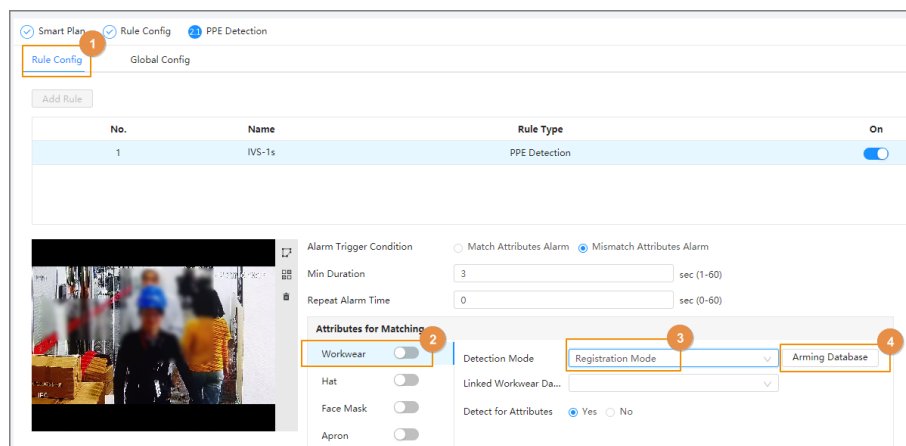 Smart Plan Rule Config 2.1 PPE Detection
1
Rule Config Global Config
Add Rule
No. Name Rule Type On
1 IVS-1s PPE Detection
Alarm Trigger Condition Match Attributes Alarm Mismatch Attributes Alarm
Min Duration 3 sec (1-60)
Repeat Alarm Time 0 sec (0-60)
Attributes for Matching
2 3 4
Workwear Detection Mode Registration Mode Arming Database
Hat Linked Workwear Da...
Face Mask Detect for Attributes Yes No
Apron